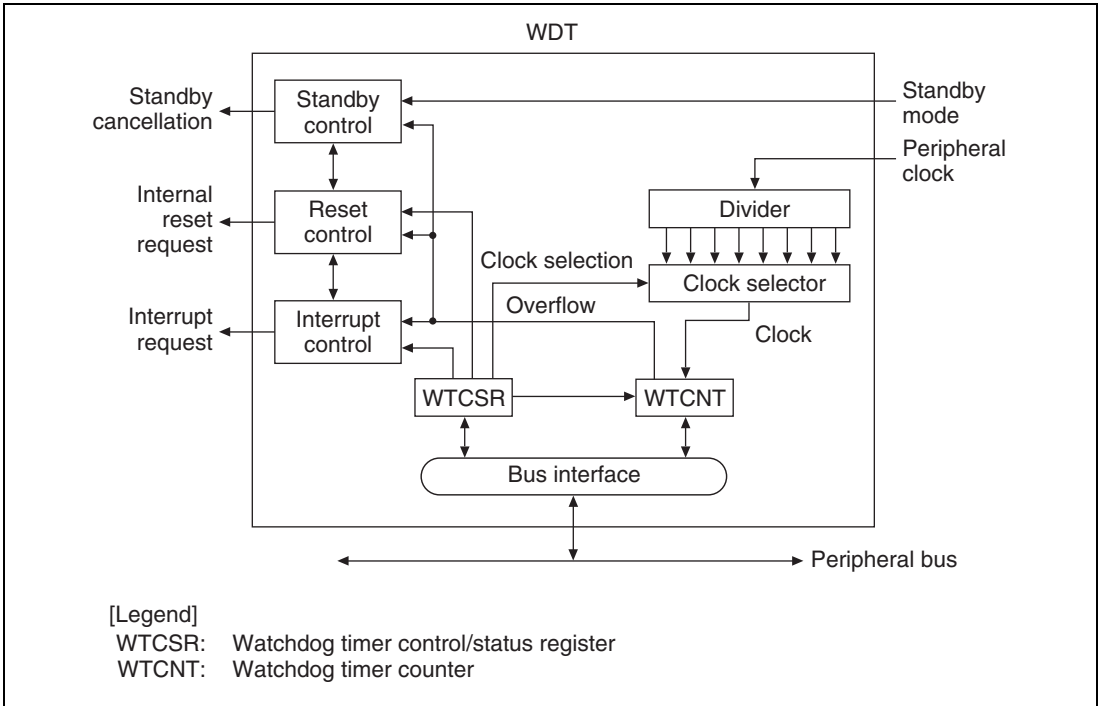 WDT
Standby
cancellation
Standby
control
Standby
mode
Peripheral
clock
Internal
reset
request
Reset
control
Divider
Clock selection
Clock selector
Overflow
Interrupt
request
Interrupt
control
Clock
WTCSR
WTCNT
Bus interface
Peripheral bus
[Legend]
WTCSR: Watchdog timer control/status register
WTCNT: Watchdog timer counter